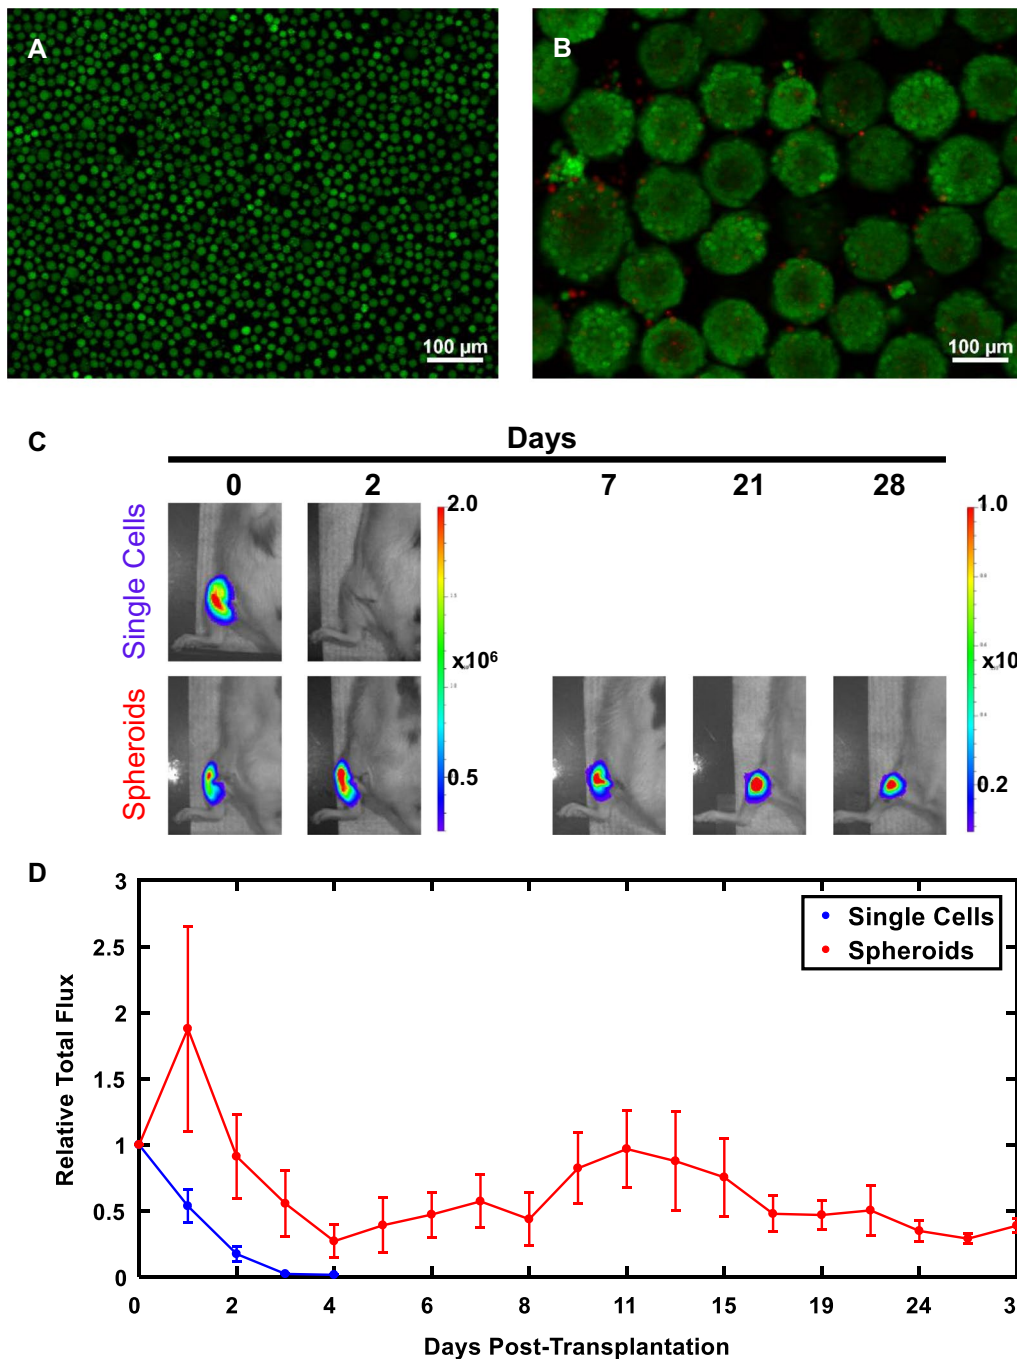 A
B
100 µm
100 µm
C
Days
0 2 7 21 28
Single Cells
2.0
x10⁶
0.5
1.0
x10
0.2
Spheroids
D
3
2.5
2
1.5
1
0.5
0
Relative Total Flux
Single Cells
Spheroids
0 2 4 6 8 11 15 19 24 3
Days Post-Transplantation